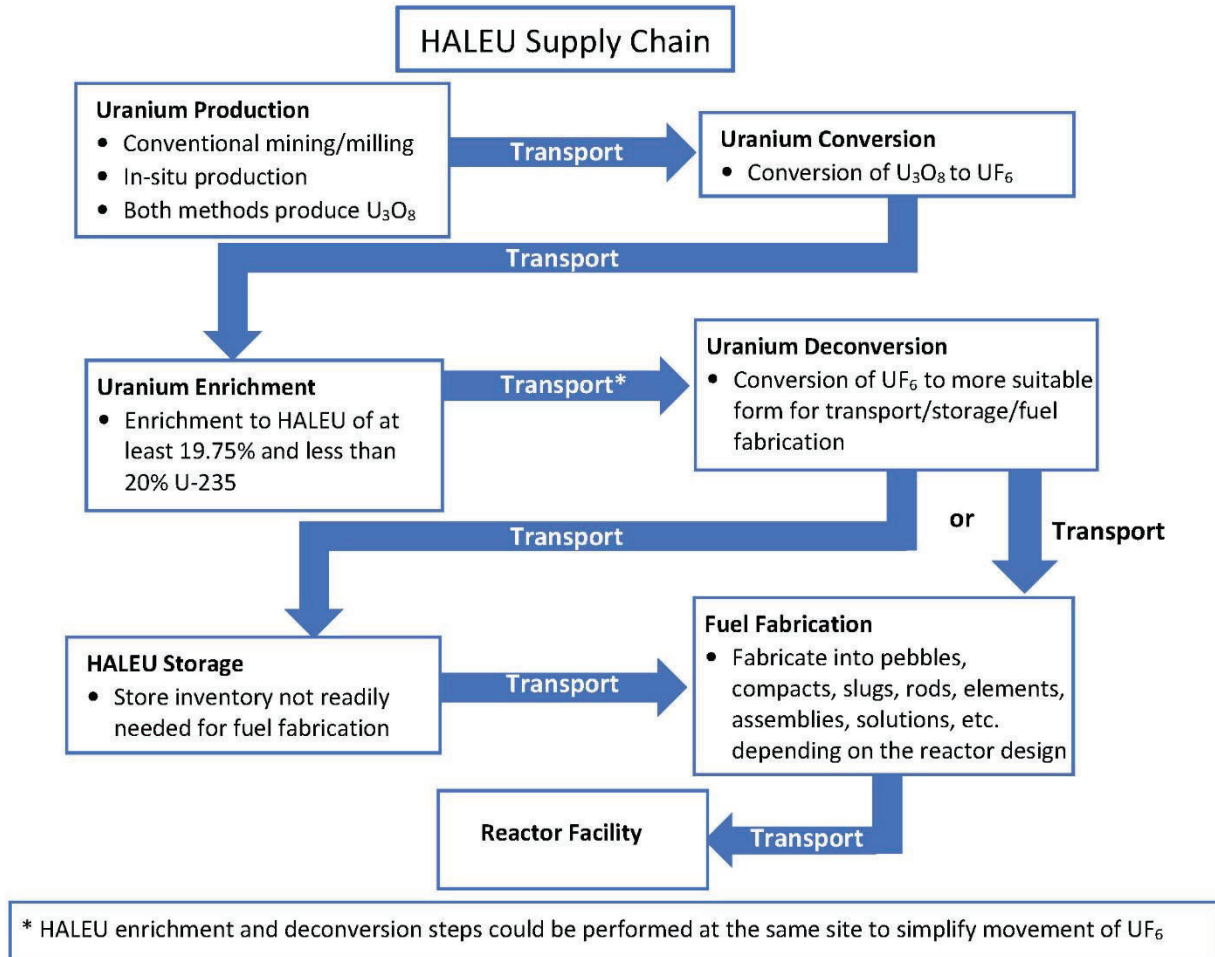 HALEU Supply Chain
Uranium Production
• Conventional mining/milling
• In-situ production
• Both methods produce U₃O₈
Transport
Uranium Conversion
• Conversion of U₃O₈ to UF₆
Transport
Uranium Enrichment
• Enrichment to HALEU of at
least 19.75% and less than
20% U-235
Transport*
Uranium Deconversion
• Conversion of UF₆ to more suitable
form for transport/storage/fuel
fabrication
Transport
or
Transport
HALEU Storage
• Store inventory not readily
needed for fuel fabrication
Transport
Fuel Fabrication
• Fabricate into pebbles,
compacts, slugs, rods, elements,
assemblies, solutions, etc.
depending on the reactor design
Transport
Reactor Facility
* HALEU enrichment and deconversion steps could be performed at the same site to simplify movement of UF₆